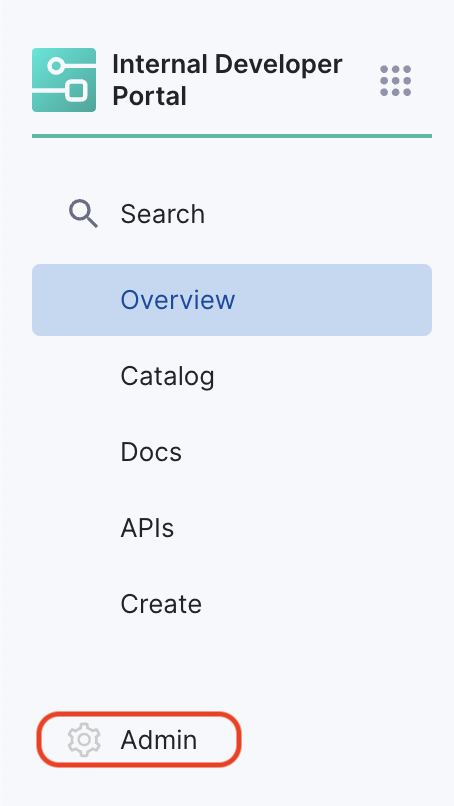 Internal Developer
Portal
Search
Overview
Catalog
Docs
APIs
Create
Admin